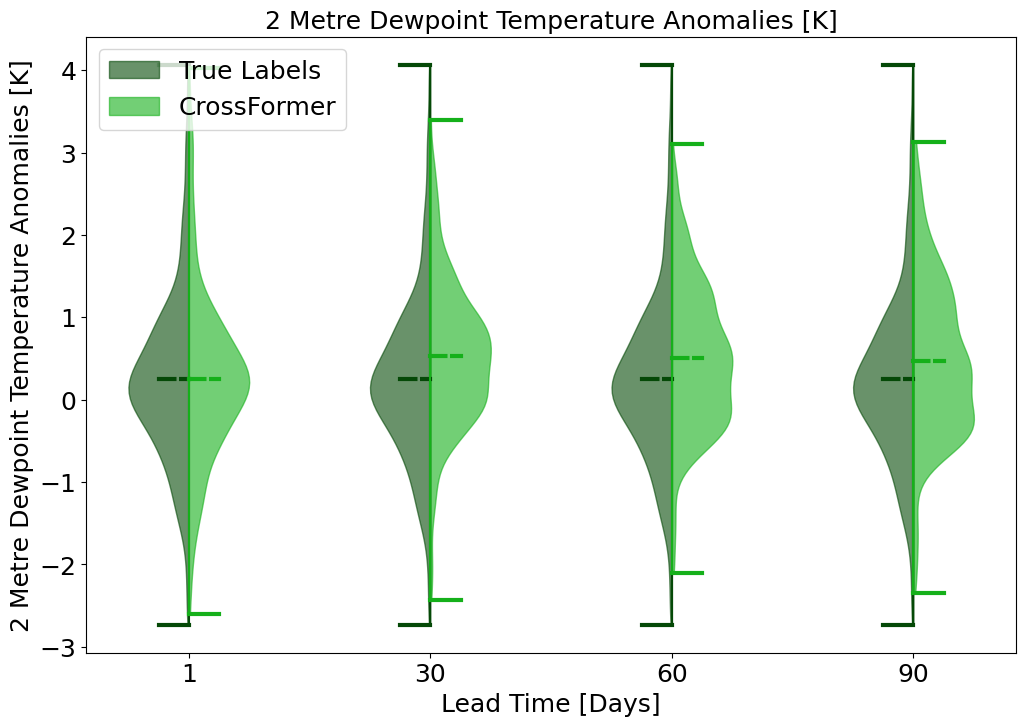 2 Metre Dewpoint Temperature Anomalies [K]
2 Metre Dewpoint Temperature Anomalies [K]
4
3
2
1
0
−1
−2
−3
True Labels
CrossFormer
1 30 60 90
Lead Time [Days]